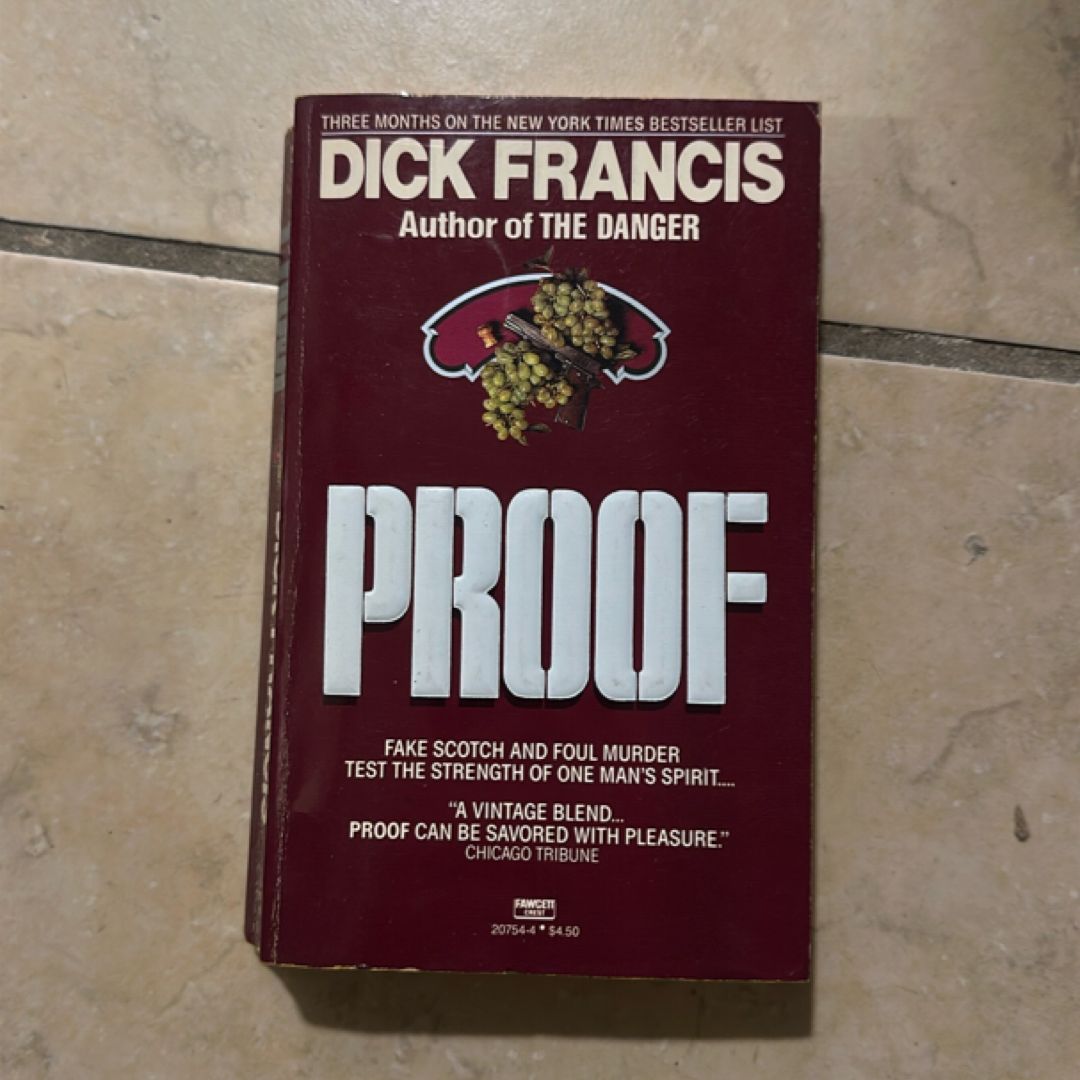 THREE MONTHS ON THE NEW YORK TIMES BESTSELLER LIST
DICK FRANCIS
Author of THE DANGER
PROOF
FAKE SCOTCH AND FOUL MURDER
TEST THE STRENGTH OF ONE MAN'S SPIRIT....
"A VINTAGE BLEND...
PROOF CAN BE SAVORED WITH PLEASURE."
CHICAGO TRIBUNE
FAWCETT
CREST
20754-4 • $4.50